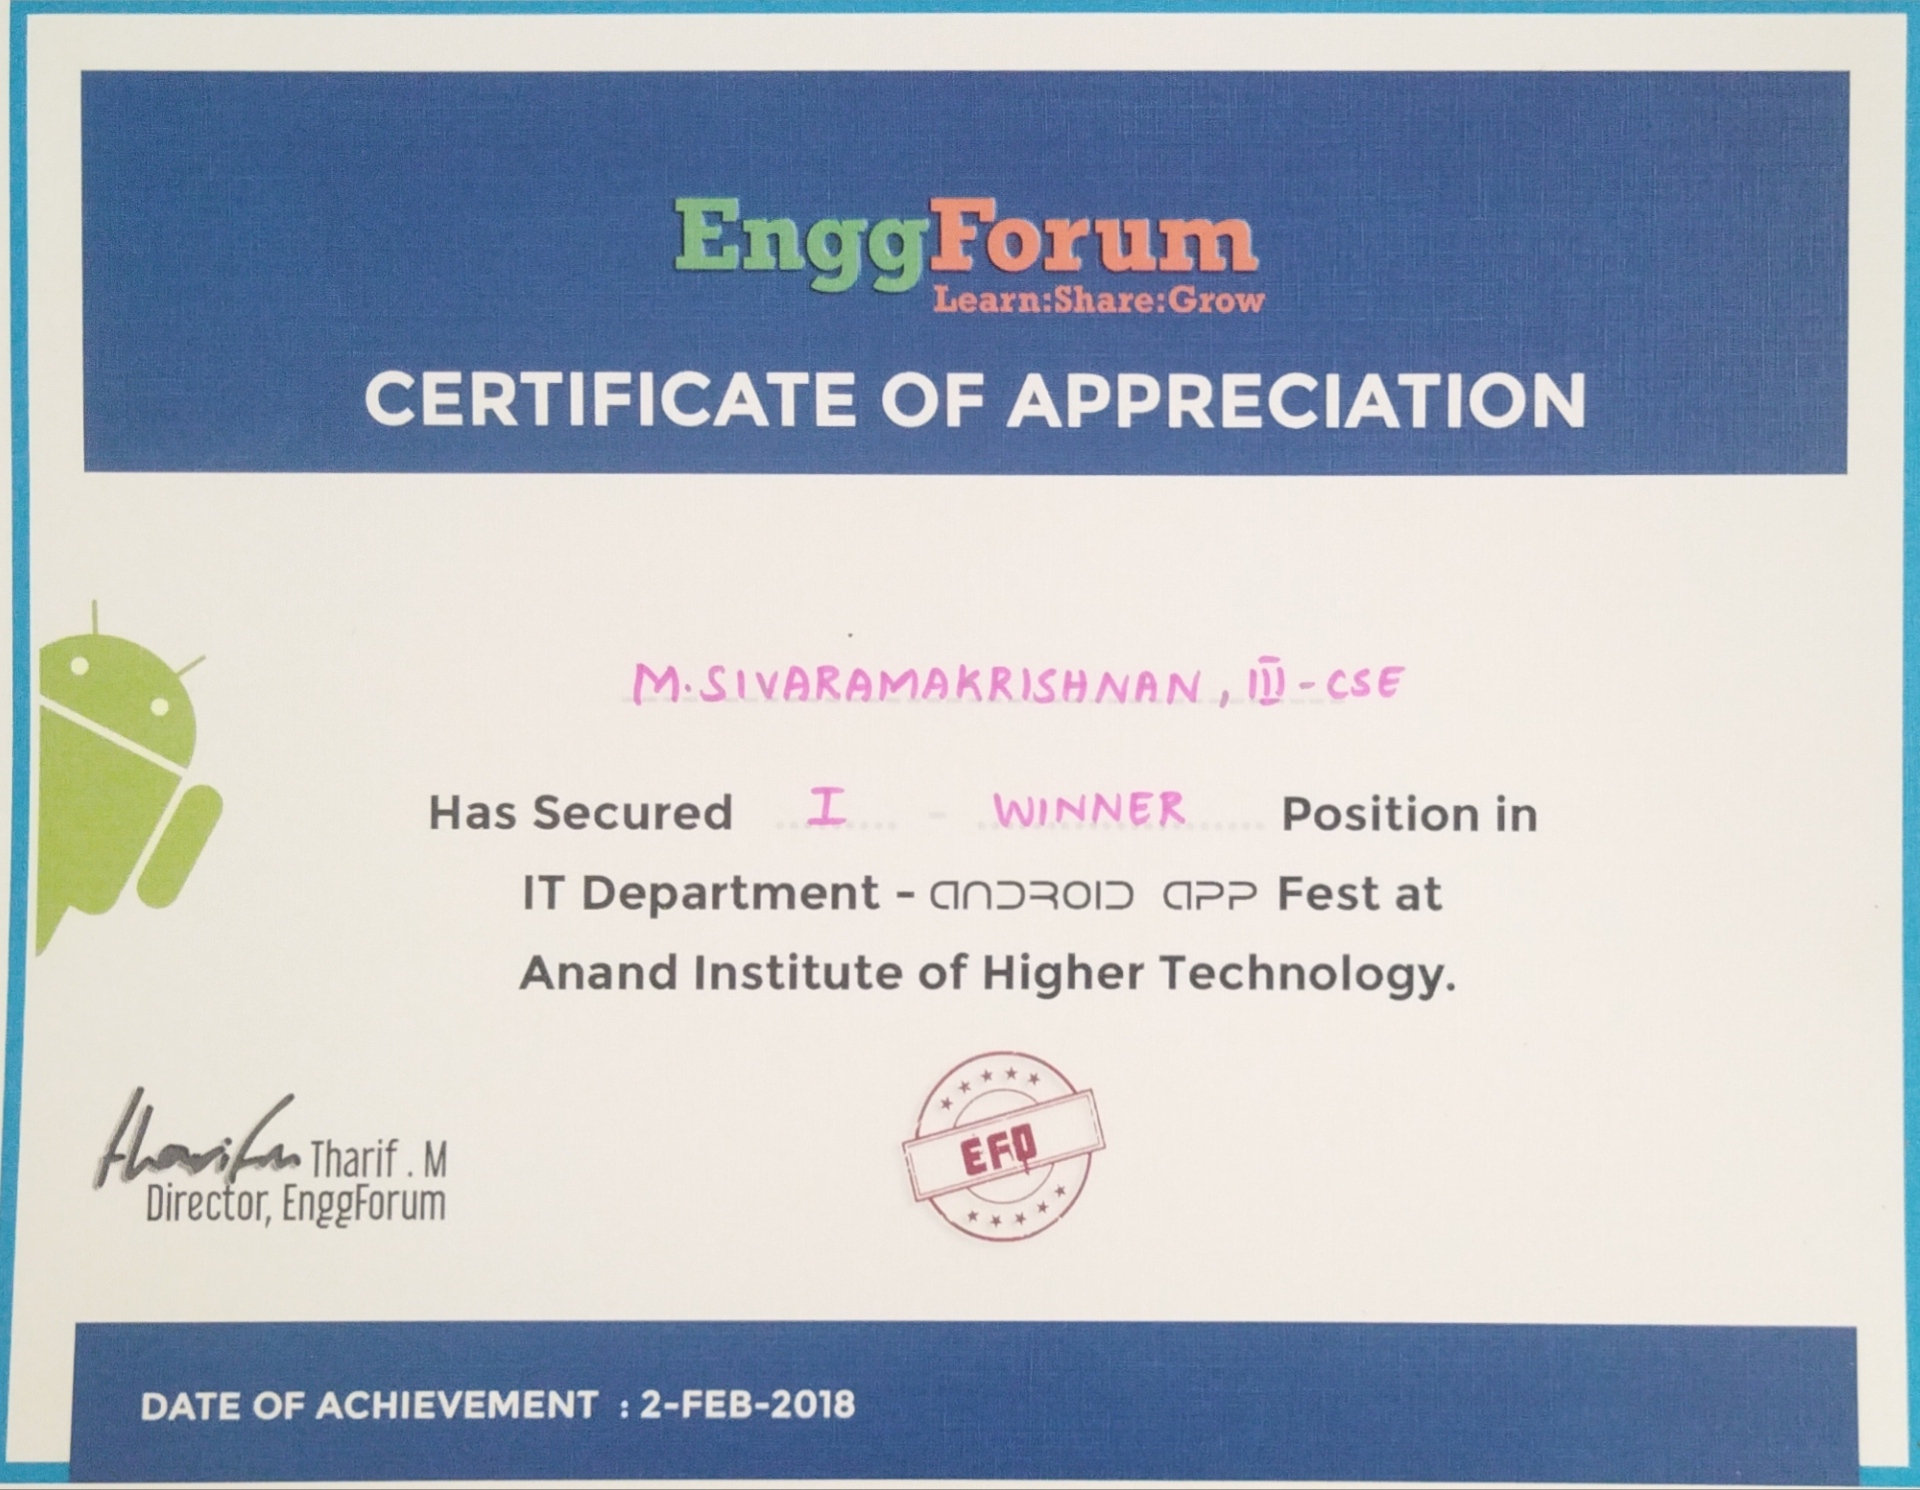 EnggForum
Learn:Share:Grow
CERTIFICATE OF APPRECIATION
M.SIVARAMAKRISHNAN, III-CSE
Has Secured I - WINNER Position in
IT Department - ANDROID APP Fest at
Anand Institute of Higher Technology.
EFO
Tharif . M
Director, EnggForum
DATE OF ACHIEVEMENT : 2-FEB-2018